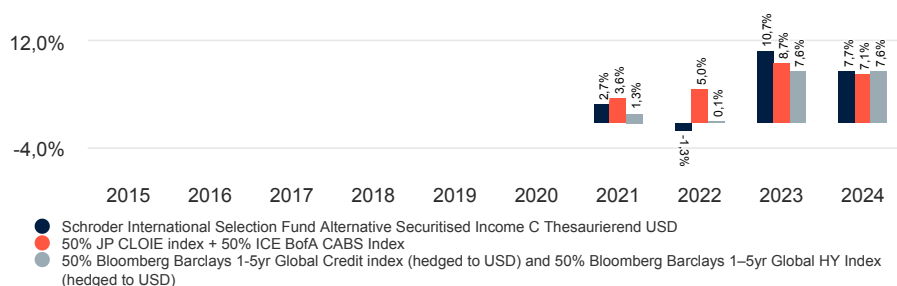 12,0%
-4,0%
2,7%
3,6%
1,3%
-1,3%
5,0%
0,1%
10,7%
8,7%
7,6%
7,7%
7,1%
7,6%
2015 2016 2017 2018 2019 2020 2021 2022 2023 2024
Schroder International Selection Fund Alternative Securitised Income C Thesaurierend USD
50% JP CLOIE index + 50% ICE BofA CABS Index
50% Bloomberg Barclays 1-5yr Global Credit index (hedged to USD) and 50% Bloomberg Barclays 1–5yr Global HY Index
(hedged to USD)